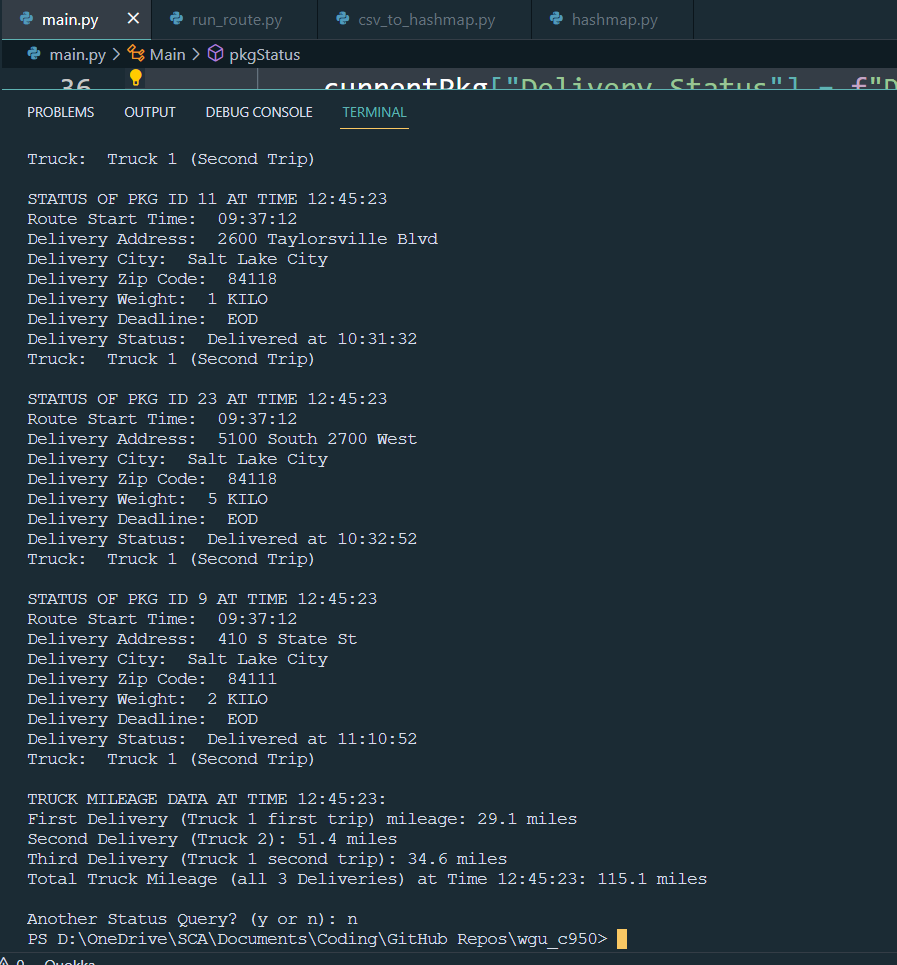 main.py
run_route.py
csv_to_hashmap.py
hashmap.py
main.py > Main > pkgStatus
36 currentPkg["Delivery Status"] = f"D
PROBLEMS OUTPUT DEBUG CONSOLE TERMINAL
Truck:  Truck 1 (Second Trip)
STATUS OF PKG ID 11 AT TIME 12:45:23
Route Start Time:  09:37:12
Delivery Address:  2600 Taylorsville Blvd
Delivery City:  Salt Lake City
Delivery Zip Code:  84118
Delivery Weight:  1 KILO
Delivery Deadline:  EOD
Delivery Status:  Delivered at 10:31:32
Truck:  Truck 1 (Second Trip)
STATUS OF PKG ID 23 AT TIME 12:45:23
Route Start Time:  09:37:12
Delivery Address:  5100 South 2700 West
Delivery City:  Salt Lake City
Delivery Zip Code:  84118
Delivery Weight:  5 KILO
Delivery Deadline:  EOD
Delivery Status:  Delivered at 10:32:52
Truck:  Truck 1 (Second Trip)
STATUS OF PKG ID 9 AT TIME 12:45:23
Route Start Time:  09:37:12
Delivery Address:  410 S State St
Delivery City:  Salt Lake City
Delivery Zip Code:  84111
Delivery Weight:  2 KILO
Delivery Deadline:  EOD
Delivery Status:  Delivered at 11:10:52
Truck:  Truck 1 (Second Trip)
TRUCK MILEAGE DATA AT TIME 12:45:23:
First Delivery (Truck 1 first trip) mileage: 29.1 miles
Second Delivery (Truck 2): 51.4 miles
Third Delivery (Truck 1 second trip): 34.6 miles
Total Truck Mileage (all 3 Deliveries) at Time 12:45:23: 115.1 miles
Another Status Query? (y or n): n
PS D:\OneDrive\SCA\Documents\Coding\GitHub Repos\wgu_c950>
0 Quokka